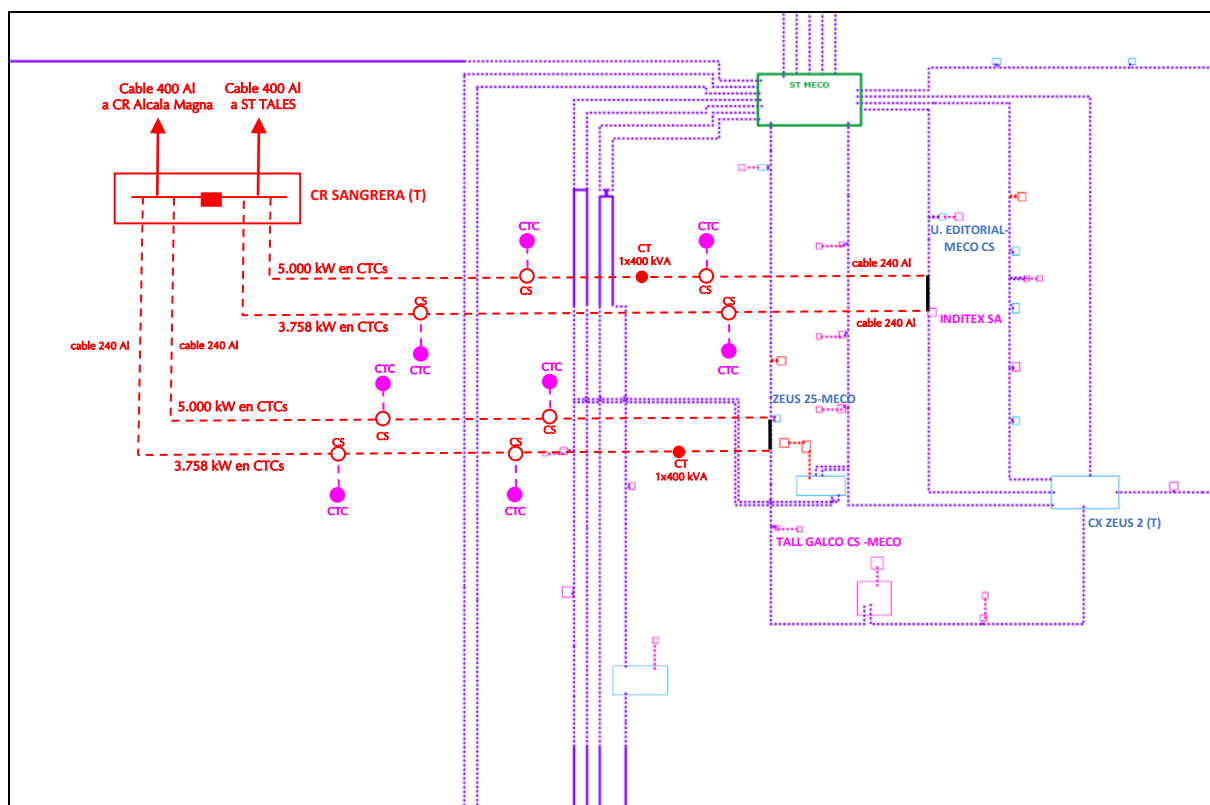 ST MECO
Cable 400 Al
a CR Alcala Magna
Cable 400 Al
a ST TALES
CR SANGRERA (T)
CTC
CTC
CT
1x400 kVA
U. EDITORIAL-
MECO CS
5.000 kW en CTCs
CS
CS
cable 240 Al
CS
3.758 kW en CTCs
cable 240 Al
INDITEX SA
cable 240 Al
cable 240 Al
CTC
CTC
CTC
CTC
ZEUS 25-MECO
5.000 kW en CTCs
CS
CS
CS
CS
3.758 kW en CTCs
CT
1x400 kVA
CTC
CTC
CX ZEUS 2 (T)
TALL GALCO CS -MECO